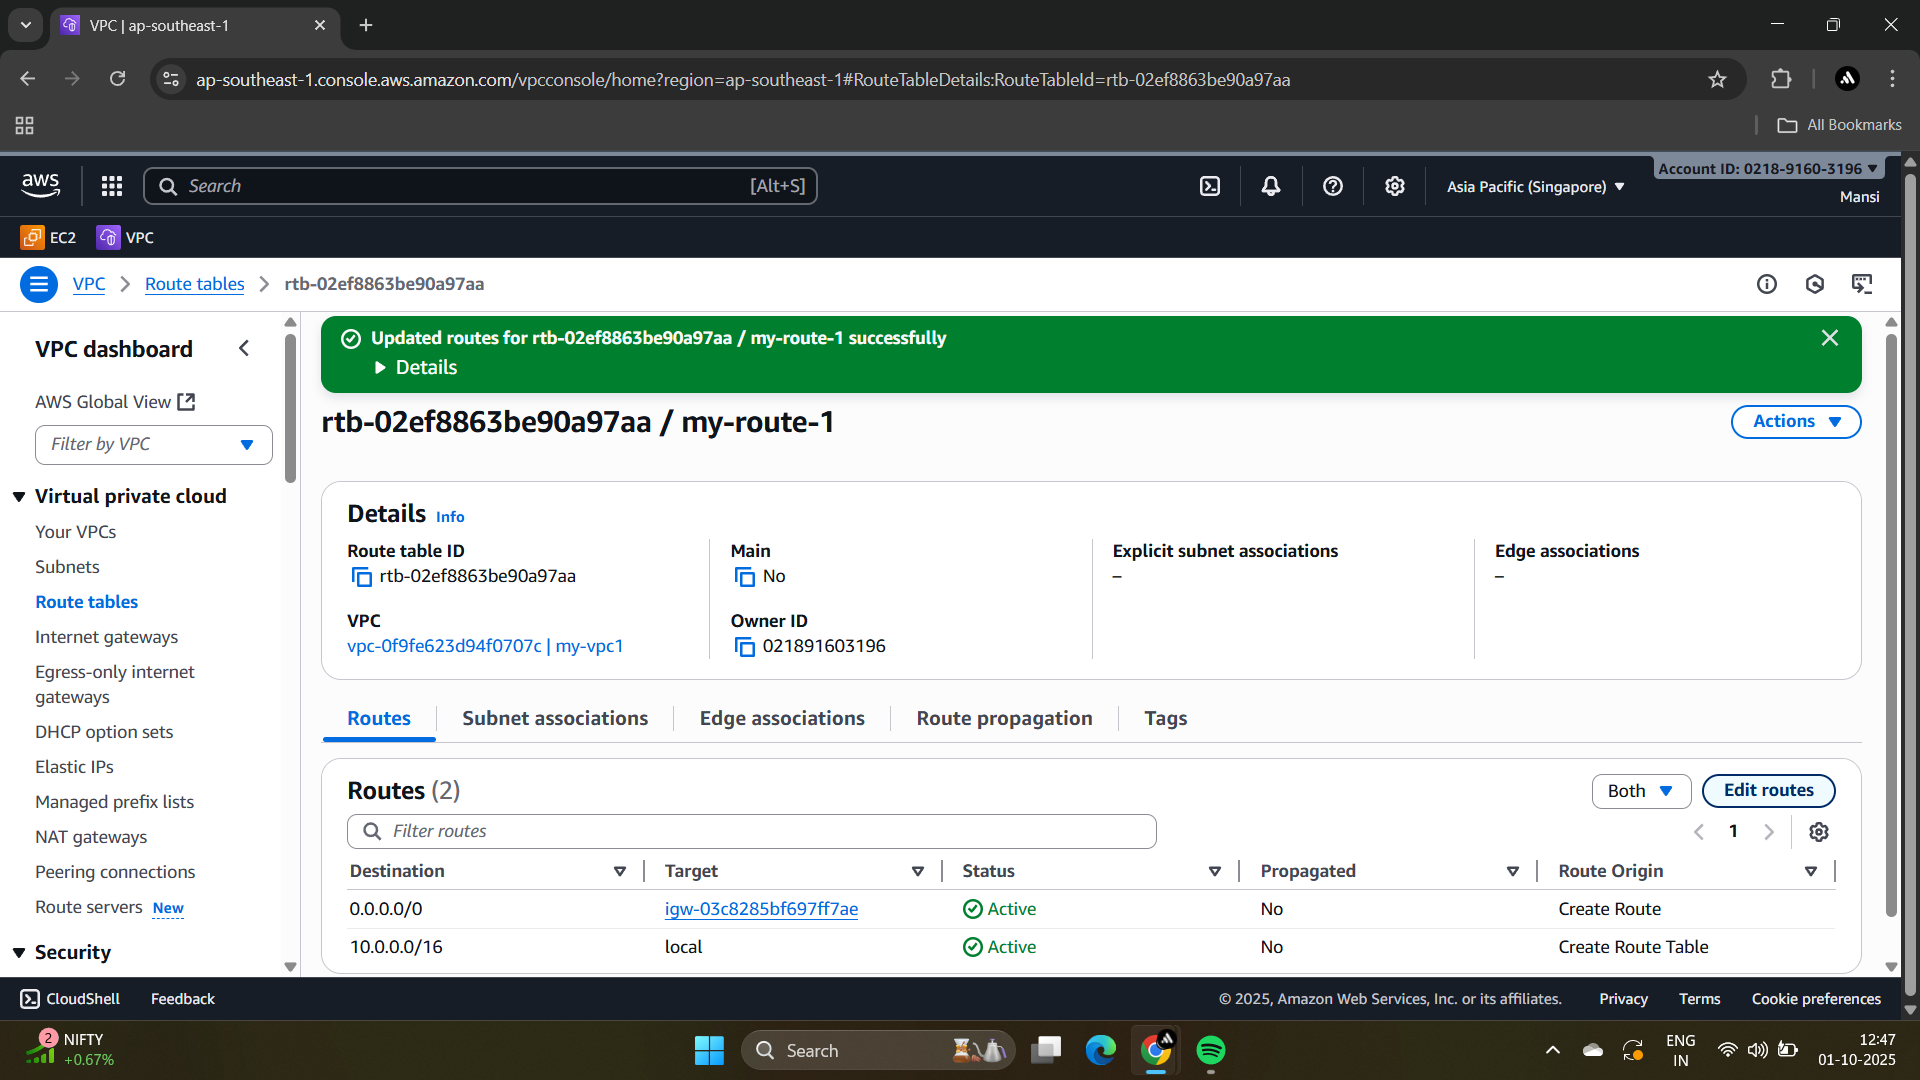 VPC | ap-southeast-1
ap-southeast-1.console.aws.amazon.com/vpcconsole/home?region=ap-southeast-1#RouteTableDetails:RouteTableId=rtb-02ef8863be90a97aa
All Bookmarks
aws
Search
[Alt+S]
Asia Pacific (Singapore)
Account ID: 0218-9160-3196
Mansi
EC2
VPC
VPC
Route tables
rtb-02ef8863be90a97aa
VPC dashboard
AWS Global View
Filter by VPC
Virtual private cloud
Your VPCs
Subnets
Route tables
Internet gateways
Egress-only internet
gateways
DHCP option sets
Elastic IPs
Managed prefix lists
NAT gateways
Peering connections
Route servers New
Security
Updated routes for rtb-02ef8863be90a97aa / my-route-1 successfully
Details
rtb-02ef8863be90a97aa / my-route-1
Actions
Details Info
Route table ID
rtb-02ef8863be90a97aa
Main
No
Explicit subnet associations
–
Edge associations
–
VPC
vpc-0f9fe623d94f0707c | my-vpc1
Owner ID
021891603196
Routes
Subnet associations
Edge associations
Route propagation
Tags
Routes (2)
Both
Edit routes
Filter routes
1
Destination Target Status Propagated Route Origin
0.0.0.0/0 igw-03c8285bf697ff7ae Active No Create Route
10.0.0.0/16 local Active No Create Route Table
CloudShell
Feedback
© 2025, Amazon Web Services, Inc. or its affiliates.
Privacy
Terms
Cookie preferences
2
NIFTY
+0.67%
Search
ENG
IN
12:47
01-10-2025